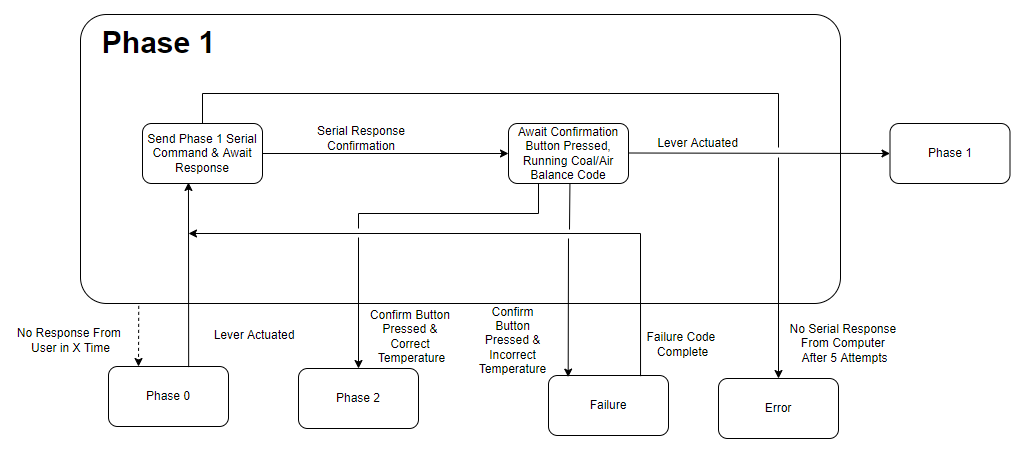 Phase 1
Send Phase 1 Serial
Command & Await
Response
Serial Response
Confirmation
Await Confirmation
Button Pressed,
Running Coal/Air
Balance Code
Lever Actuated
Phase 1
No Response From
User in X Time
Lever Actuated
Confirm Button
Pressed &
Correct
Temperature
Confirm
Button
Pressed &
Incorrect
Temperature
Failure Code
Complete
No Serial Response
From Computer
After 5 Attempts
Phase 0
Phase 2
Failure
Error